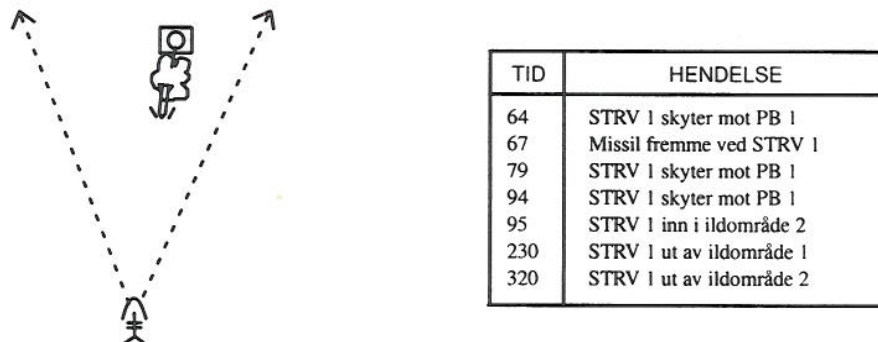 TID HENDELSE
64 STRV 1 skyter mot PB 1
67 Missil fremme ved STRV 1
79 STRV 1 skyter mot PB 1
94 STRV 1 skyter mot PB 1
95 STRV 1 inn i ildområde 2
230 STRV 1 ut av ildområde 1
320 STRV 1 ut av ildområde 2